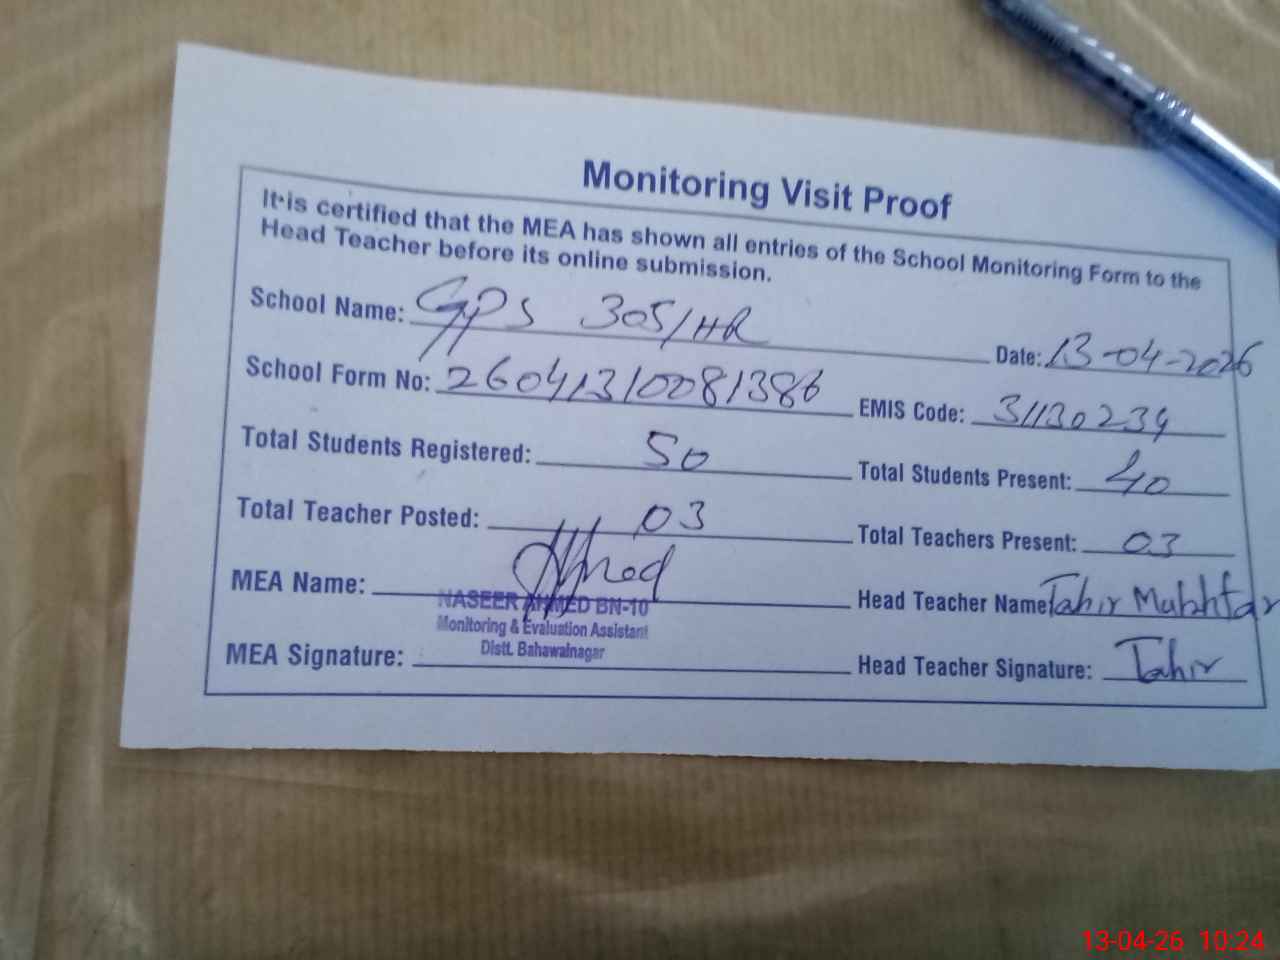 Monitoring Visit Proof
It is certified that the MEA has shown all entries of the School Monitoring Form to the
Head Teacher before its online submission.
School Name: GPS 305/HR
Date: 13-04-2026
School Form No: 26041310081386
EMIS Code: 31130239
Total Students Registered: 50
Total Students Present: 40
Total Teacher Posted: 03
Total Teachers Present: 03
MEA Name:
Head Teacher Name Tahir Mukhtar
NASEER AHMED BN-10
Monitoring & Evaluation Assistant
Distt. Bahawalnagar
MEA Signature:
Head Teacher Signature: Tahir
13-04-26 10:24